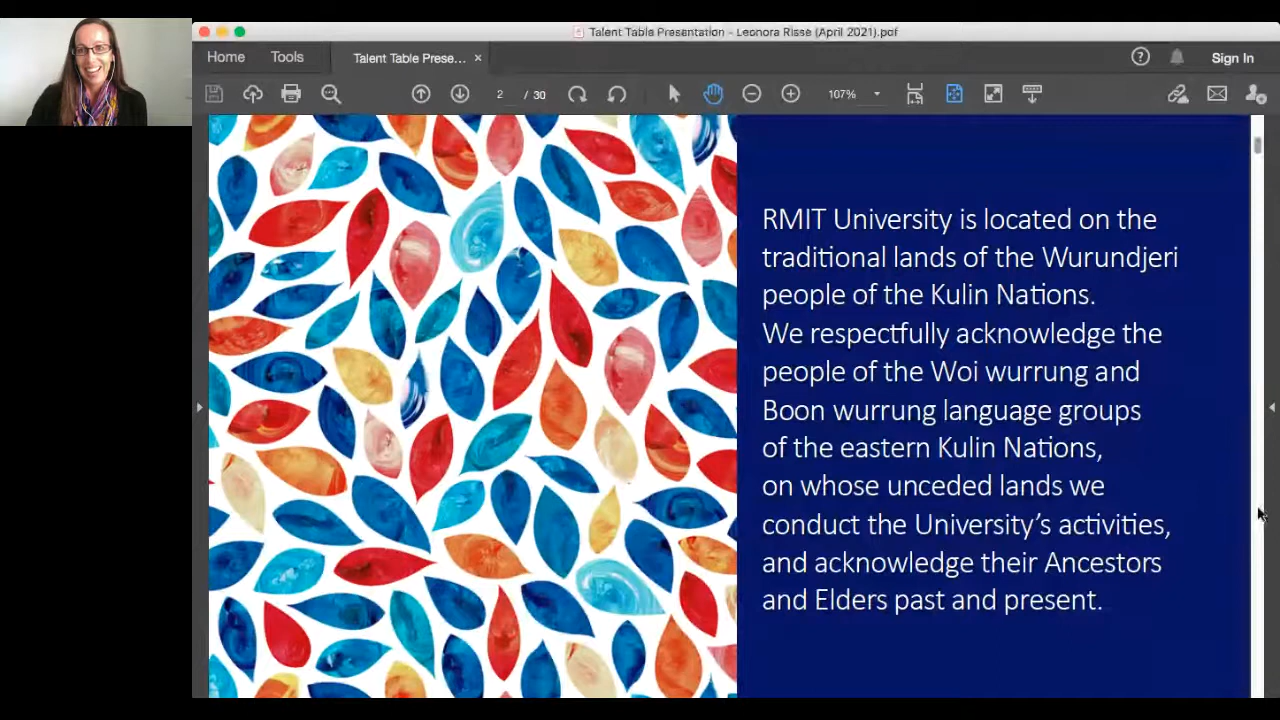 Talent Table Presentation - Leonora Risse (April 2021).pdf
Home
Tools
Talent Table Prese...
Sign In
2 / 30
107%
RMIT University is located on the
traditional lands of the Wurundjeri
people of the Kulin Nations.
We respectfully acknowledge the
people of the Woi wurrung and
Boon wurrung language groups
of the eastern Kulin Nations,
on whose unceded lands we
conduct the University’s activities,
and acknowledge their Ancestors
and Elders past and present.